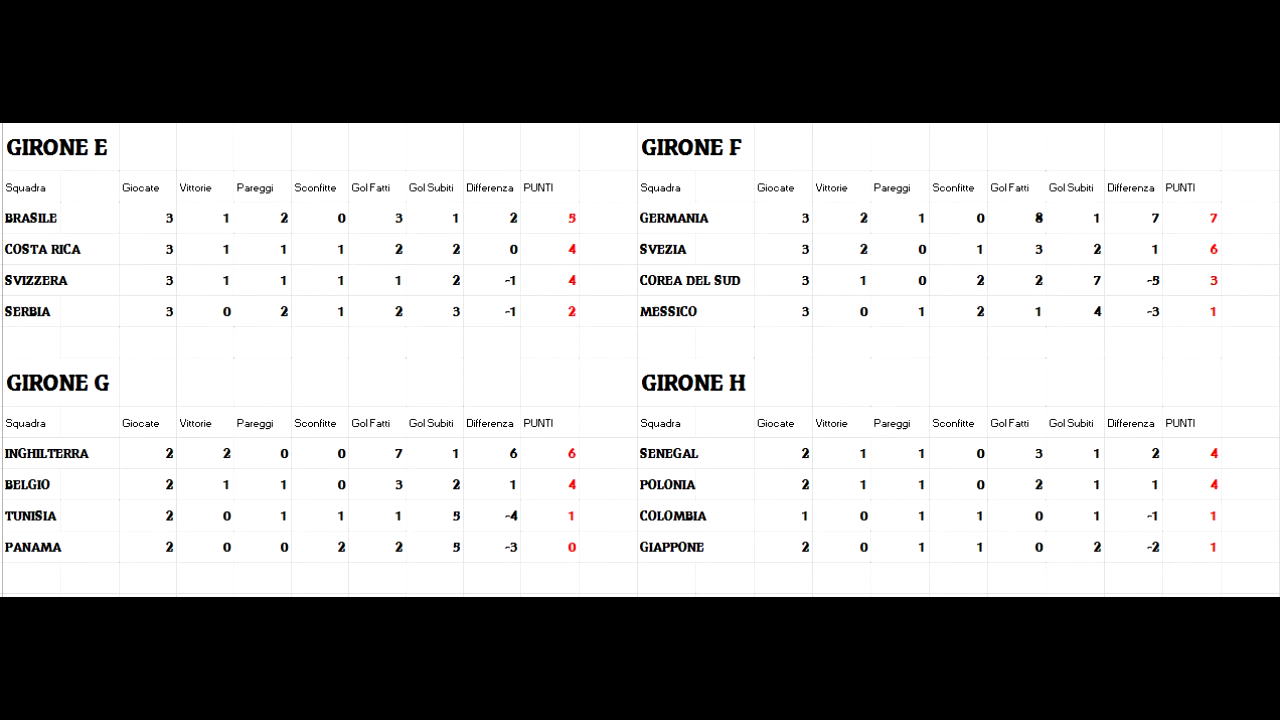 GIRONE E
Squadra Giocate Vittorie Pareggi Sconfitte Gol Fatti Gol Subiti Differenza PUNTI
BRASILE 3 1 2 0 3 1 2 5
COSTA RICA 3 1 1 1 2 2 0 4
SVIZZERA 3 1 1 1 1 2 -1 4
SERBIA 3 0 2 1 2 3 -1 2
GIRONE F
Squadra Giocate Vittorie Pareggi Sconfitte Gol Fatti Gol Subiti Differenza PUNTI
GERMANIA 3 2 1 0 8 1 7 7
SVEZIA 3 2 0 1 3 2 1 6
COREA DEL SUD 3 1 0 2 2 7 -5 3
MESSICO 3 0 1 2 1 4 -3 1
GIRONE G
Squadra Giocate Vittorie Pareggi Sconfitte Gol Fatti Gol Subiti Differenza PUNTI
INGHILTERRA 2 2 0 0 7 1 6 6
BELGIO 2 1 1 0 3 2 1 4
TUNISIA 2 0 1 1 1 5 -4 1
PANAMA 2 0 0 2 2 5 -3 0
GIRONE H
Squadra Giocate Vittorie Pareggi Sconfitte Gol Fatti Gol Subiti Differenza PUNTI
SENEGAL 2 1 1 0 3 1 2 4
POLONIA 2 1 1 0 2 1 1 4
COLOMBIA 1 0 1 1 0 1 -1 1
GIAPPONE 2 0 1 1 0 2 -2 1